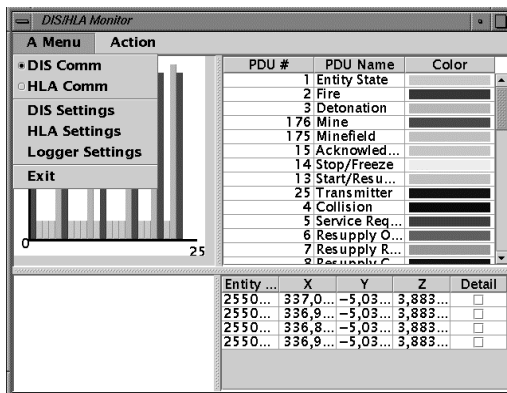 DIS/HLA Monitor
A Menu Action
DIS Comm
HLA Comm
DIS Settings
HLA Settings
Logger Settings
Exit
0
25
PDU # PDU Name Color
1 Entity State
2 Fire
3 Detonation
176 Mine
175 Minefield
15 Acknowled...
14 Stop/Freeze
13 Start/Resu...
25 Transmitter
4 Collision
5 Service Req...
6 Resupply O...
7 Resupply R...
8 Resupply C
Entity ... X Y Z Detail
2550... 337,0... −5,03... 3,883...
2550... 336,9... −5,03... 3,883...
2550... 336,8... −5,03... 3,883...
2550... 336,9... −5,03... 3,883...